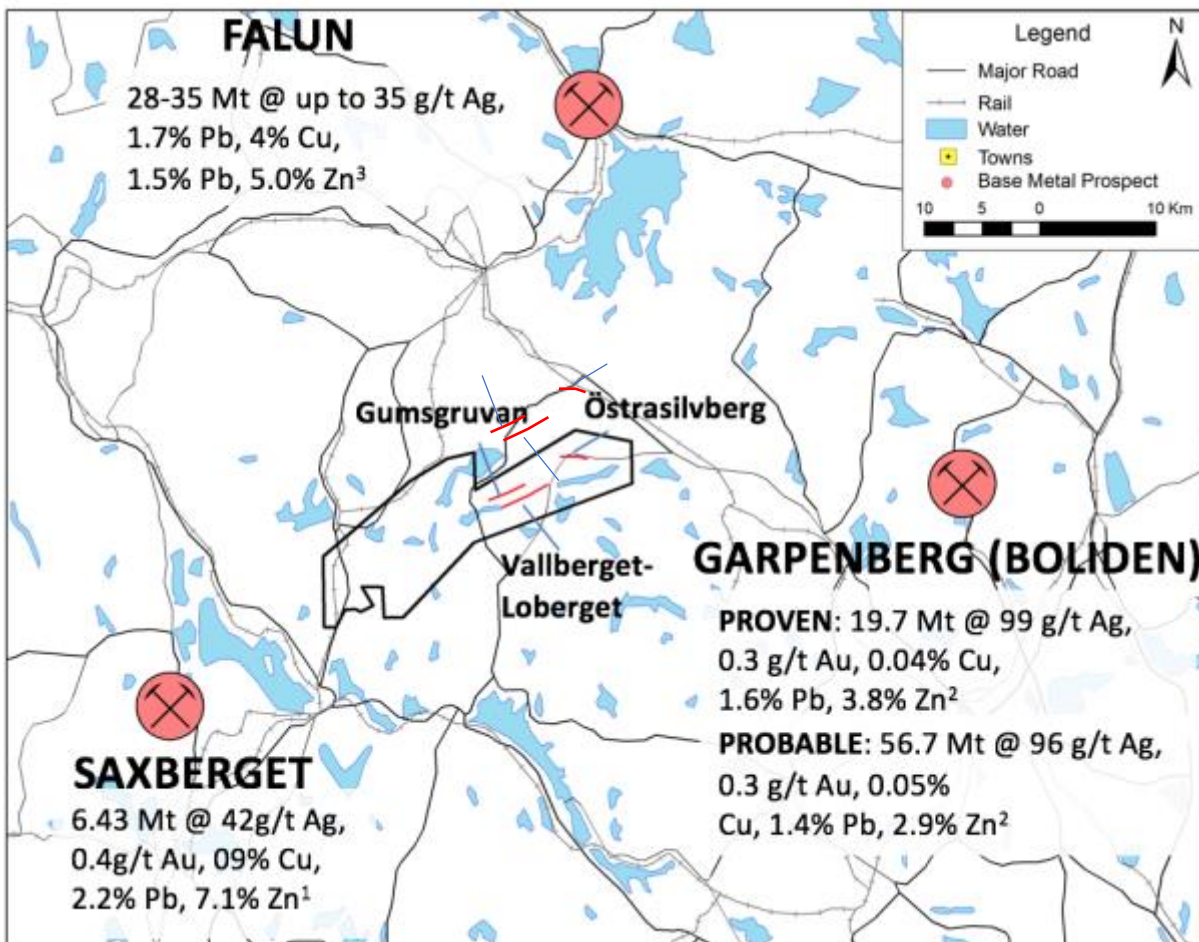 FALUN
28-35 Mt @ up to 35 g/t Ag,
1.7% Pb, 4% Cu,
1.5% Pb, 5.0% Zn³
Legend
N
Major Road
Rail
Water
Towns
Base Metal Prospect
10 5 0 10 Km
Gumsgruvan
Östrasilvberg
Vallberget-
Loberget
GARPENBERG (BOLIDEN)
PROVEN: 19.7 Mt @ 99 g/t Ag,
0.3 g/t Au, 0.04% Cu,
1.6% Pb, 3.8% Zn²
PROBABLE: 56.7 Mt @ 96 g/t Ag,
0.3 g/t Au, 0.05%
Cu, 1.4% Pb, 2.9% Zn²
SAXBERGET
6.43 Mt @ 42g/t Ag,
0.4g/t Au, 09% Cu,
2.2% Pb, 7.1% Zn¹